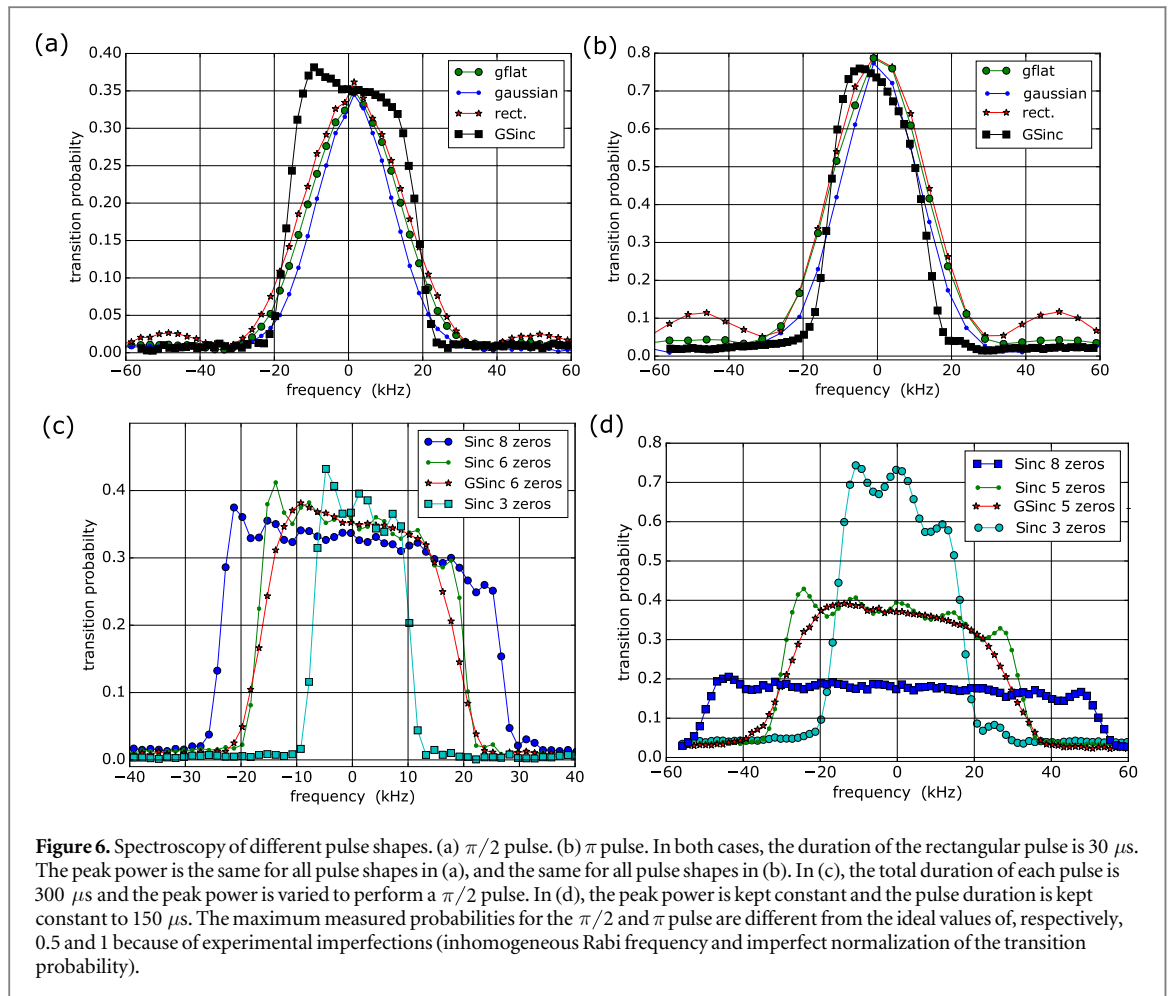 (a)
0.40
0.35
0.30
0.25
0.20
0.15
0.10
0.05
0.00
transition probability
−60
−40
−20
0
20
40
60
frequency (kHz)
gflat
gaussian
rect.
GSinc
(b)
0.8
0.7
0.6
0.5
0.4
0.3
0.2
0.1
0.0
transition probability
−60
−40
−20
0
20
40
60
frequency (kHz)
gflat
gaussian
rect.
GSinc
(c)
0.4
0.3
0.2
0.1
0.0
transition probabilty
−40
−30
−20
−10
0
10
20
30
40
frequency (kHz)
Sinc 8 zeros
Sinc 6 zeros
GSinc 6 zeros
Sinc 3 zeros
(d)
0.8
0.7
0.6
0.5
0.4
0.3
0.2
0.1
0.0
transition probabilty
−60
−40
−20
0
20
40
60
frequency (kHz)
Sinc 8 zeros
Sinc 5 zeros
GSinc 5 zeros
Sinc 3 zeros
Figure 6. Spectroscopy of different pulse shapes. (a) π/2 pulse. (b) π pulse. In both cases, the duration of the rectangular pulse is 30 μs.
The peak power is the same for all pulse shapes in (a), and the same for all pulse shapes in (b). In (c), the total duration of each pulse is
300 μs and the peak power is varied to perform a π/2 pulse. In (d), the peak power is kept constant and the pulse duration is kept
constant to 150 μs. The maximum measured probabilities for the π/2 and π pulse are different from the ideal values of, respectively,
0.5 and 1 because of experimental imperfections (inhomogeneous Rabi frequency and imperfect normalization of the transition
probability).